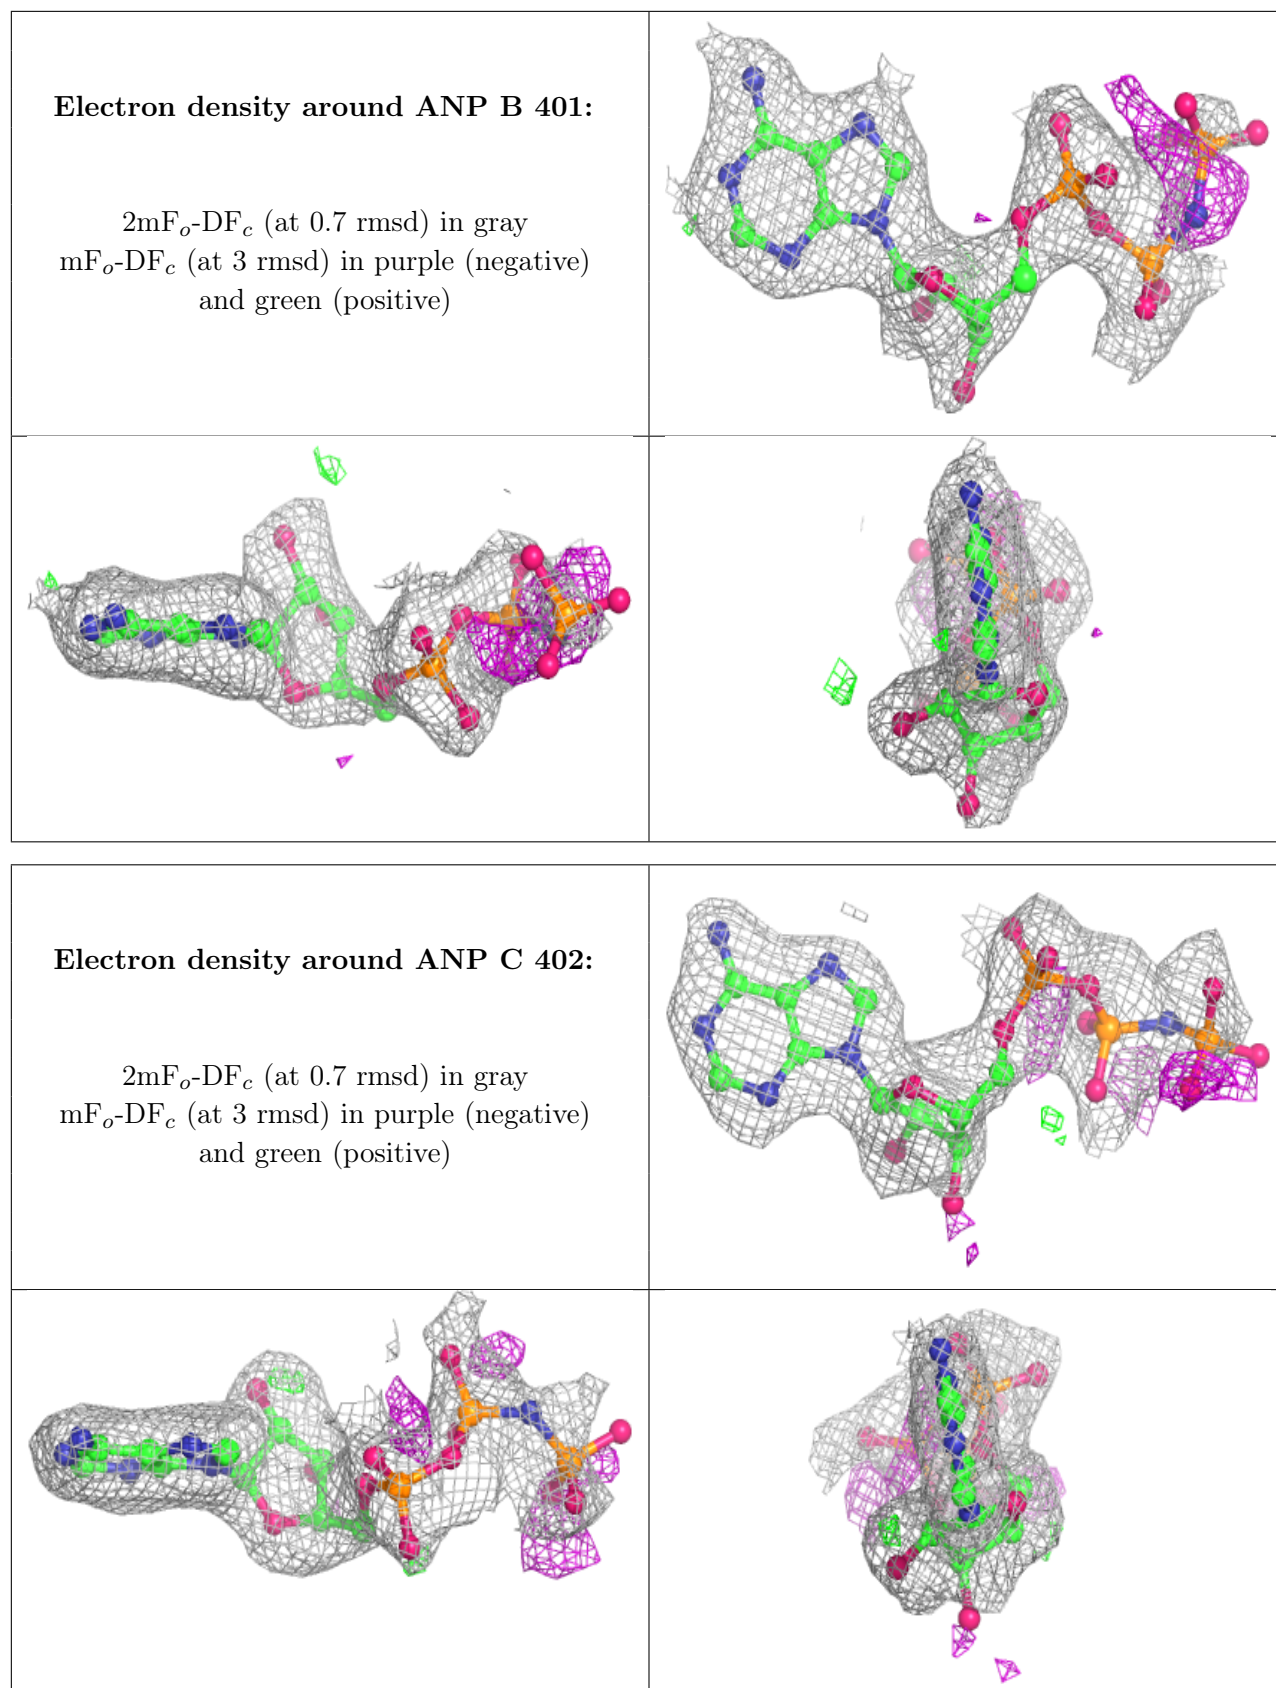 Electron density around ANP B 401:
2mFo-DFc (at 0.7 rmsd) in gray
mFo-DFc (at 3 rmsd) in purple (negative)
and green (positive)
Electron density around ANP C 402:
2mFo-DFc (at 0.7 rmsd) in gray
mFo-DFc (at 3 rmsd) in purple (negative)
and green (positive)